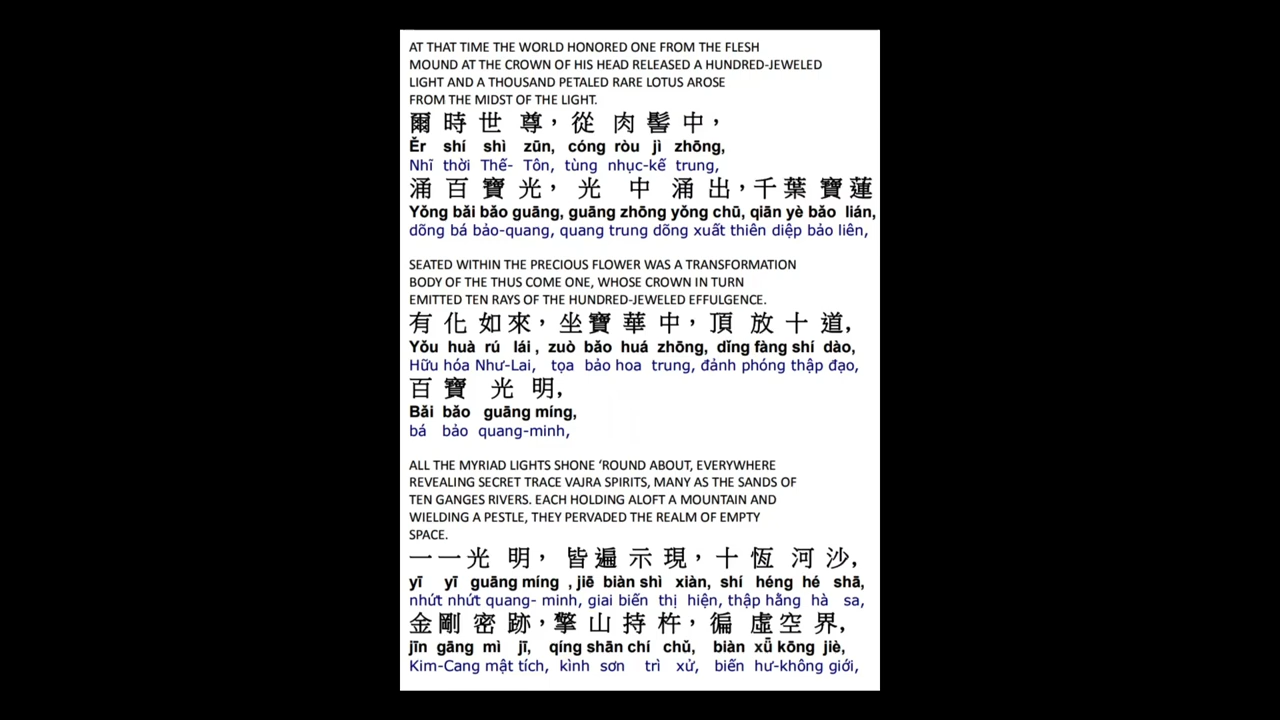 AT THAT TIME THE WORLD HONORED ONE FROM THE FLESH
MOUND AT THE CROWN OF HIS HEAD RELEASED A HUNDRED-JEWELED
LIGHT AND A THOUSAND PETALED RARE LOTUS AROSE
FROM THE MIDST OF THE LIGHT.
爾時世尊，從肉髻中，
Ěr shí shì zūn, cóng ròu jì zhōng,
Nhĩ thời Thế- Tôn, tùng nhục-kế trung,
涌百寶光，光中涌出，千葉寶蓮
Yǒng bǎi bǎo guāng, guāng zhōng yǒng chū, qiān yè bǎo lián,
dõng bá bảo-quang, quang trung dõng xuất thiên diệp bảo liên,
SEATED WITHIN THE PRECIOUS FLOWER WAS A TRANSFORMATION
BODY OF THE THUS COME ONE, WHOSE CROWN IN TURN
EMITTED TEN RAYS OF THE HUNDRED-JEWELED EFFULGENCE.
有化如來，坐寶華中，頂放十道,
Yǒu huà rú lái , zuò bǎo huá zhōng, dǐng fàng shí dào,
Hữu hóa Như-Lai, tọa bảo hoa trung, đảnh phóng thập đạo,
百寶光明,
Bǎi bǎo guāng míng,
bá bảo quang-minh,
ALL THE MYRIAD LIGHTS SHONE ‘ROUND ABOUT, EVERYWHERE
REVEALING SECRET TRACE VAJRA SPIRITS, MANY AS THE SANDS OF
TEN GANGES RIVERS. EACH HOLDING ALOFT A MOUNTAIN AND
WIELDING A PESTLE, THEY PERVADED THE REALM OF EMPTY
SPACE.
一一光明，皆遍示現，十恆河沙,
yī yī guāng míng , jiē biàn shì xiàn, shí héng hé shā,
nhứt nhứt quang- minh, giai biến thị hiện, thập hằng hà sa,
金剛密跡，擎山持杵，徧虛空界,
jīn gāng mì jī, qíng shān chí chǔ, biàn xǖ kōng jiè,
Kim-Cang mật tích, kình sơn trì xử, biến hư-không giới,